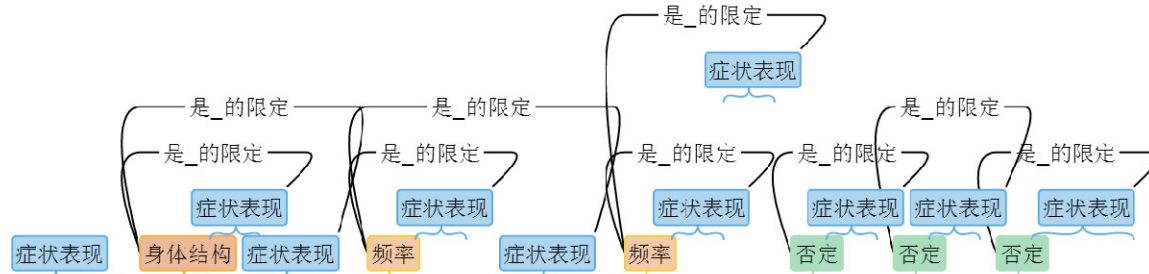 是_的限定
症状表现
是_的限定 是_的限定 是_的限定
是_的限定 是_的限定 是_的限定 是_的限定 是_的限定
症状表现 症状表现 症状表现 症状表现 症状表现 症状表现
症状表现 身体结构 症状表现 频率 症状表现 频率 否定 否定 否定